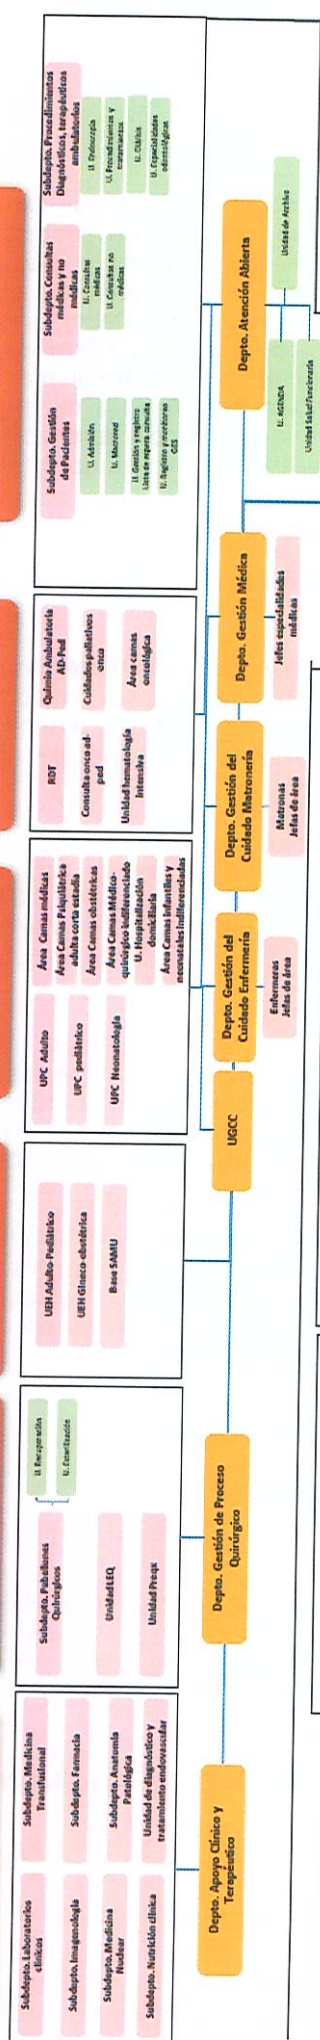 Subdepto. Laboratorios
clínicos
Subdepto. Imagenología
Subdepto. Medicina
Nuclear
Subdepto. Nutrición clínica
Subdepto. Medicina
Transfusional
Subdepto. Farmacia
Subdepto. Anatomía
Patológica
Unidad de diagnóstico y
tratamiento endovascular
Subdepto. Pabellones
Quirúrgicos
Unidad LEQ
Unidad Preqx
U. Recuperación
U. Esterilización
UEH Adulto-Pediátrico
UEH Gineco-obstétrica
Base SAMU
UPC Adulto
UPC pediátrico
UPC Neonatología
Área Camas médicas
Área Camas Psiquiátrica
adulta corta estadía
Área Camas obstétricas
Área Camas Médico-
quirúrgico indiferenciado
U. Hospitalización
domiciliaria
Área Camas Infantiles y
neonatales indiferenciadas
RDT
Consulta onco ad-
ped
Unidad hematología
intensiva
Quimio Ambulatoria
AD-Ped
Cuidados paliativos
onco
Área camas
oncológica
Subdepto. Gestión
de Pacientes
U. Admisión
U. Macrored
U. Gestión y registro
Lista de espera consulta
U. Registro y monitoreo
GES
Subdepto. Consultas
médicas y no
médicas
U. Consultas
médicas
U. Consultas no
médicas
Subdepto. Procedimientos
Diagnósticos, terapéuticos
ambulatorios
U. Endoscopía
U. Procedimientos y
tratamientos
U. Diálisis
U. Especialidades
odontológicas
Depto. Apoyo Clínico y
Terapéutico
Depto. Gestión de Proceso
Quirúrgico
UGCC
Depto. Gestión del
Cuidado Enfermería
Depto. Gestión del
Cuidado Matronería
Depto. Gestión Médica
Depto. Atención Abierta
Enfermeras
Jefas de área
Matronas
Jefas de área
Jefes especialidades
médicas
U. AGENDA
Unidad Salud Funcionaria
Unidad de Archivo